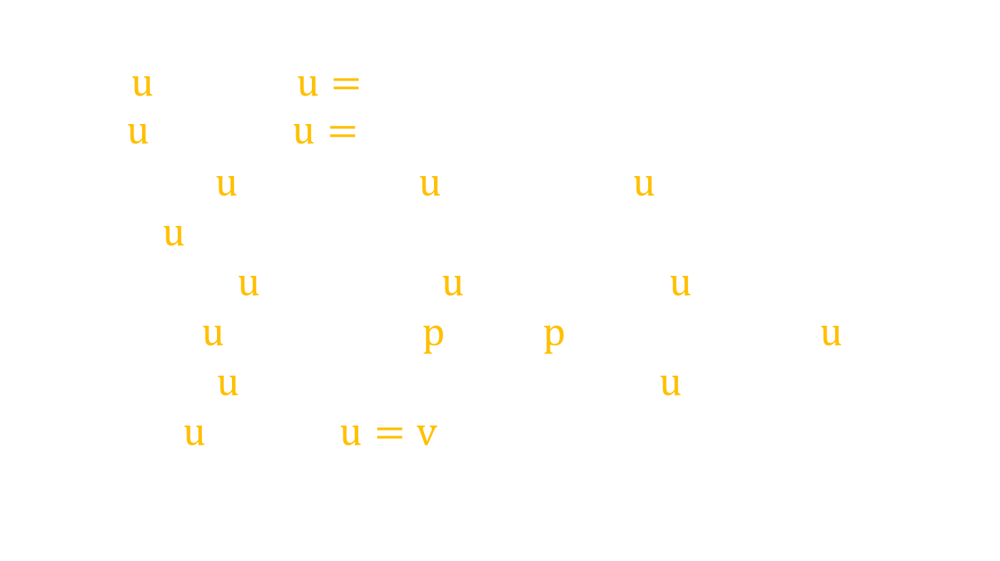 u u =
u u =
u u u
u
u u u
u p p u
u u
u u = v